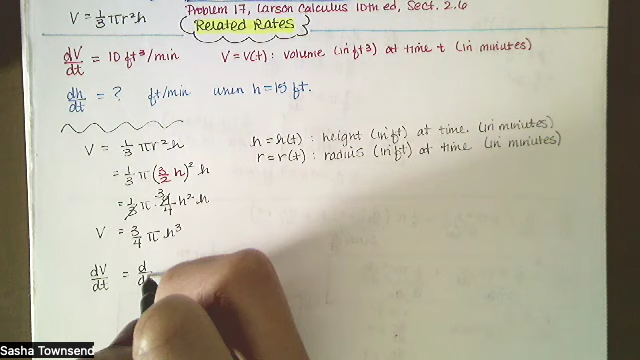 Problem 17, Larson Calculus 10th ed, Sect. 2.6
V = 1/3 πr²h
Related Rates
dV/dt = 10 ft³/min V = V(t): volume (in ft³) at time t (in minutes)
dh/dt = ? ft/min when h = 15 ft.
V = 1/3 πr²h
h = h(t) : height (in ft) at time. (in minutes)
r = r(t) : radius (in ft) at time (in minutes)
= 1/3 π (3/2 h)² h
= 1/3 π · 9/4 · h² · h
V = 3/4 π h³
dV/dt = d/d
Sasha Townsend